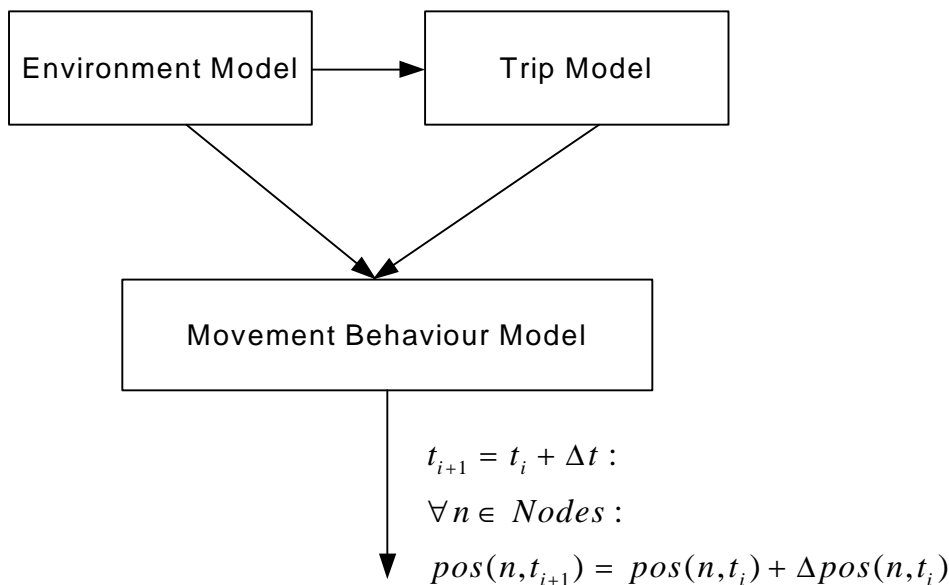 Environment Model
Trip Model
Movement Behaviour Model
t_{i+1} = t_i + Δt :
∀n ∈ Nodes :
pos(n,t_{i+1}) = pos(n,t_i) + Δpos(n,t_i)